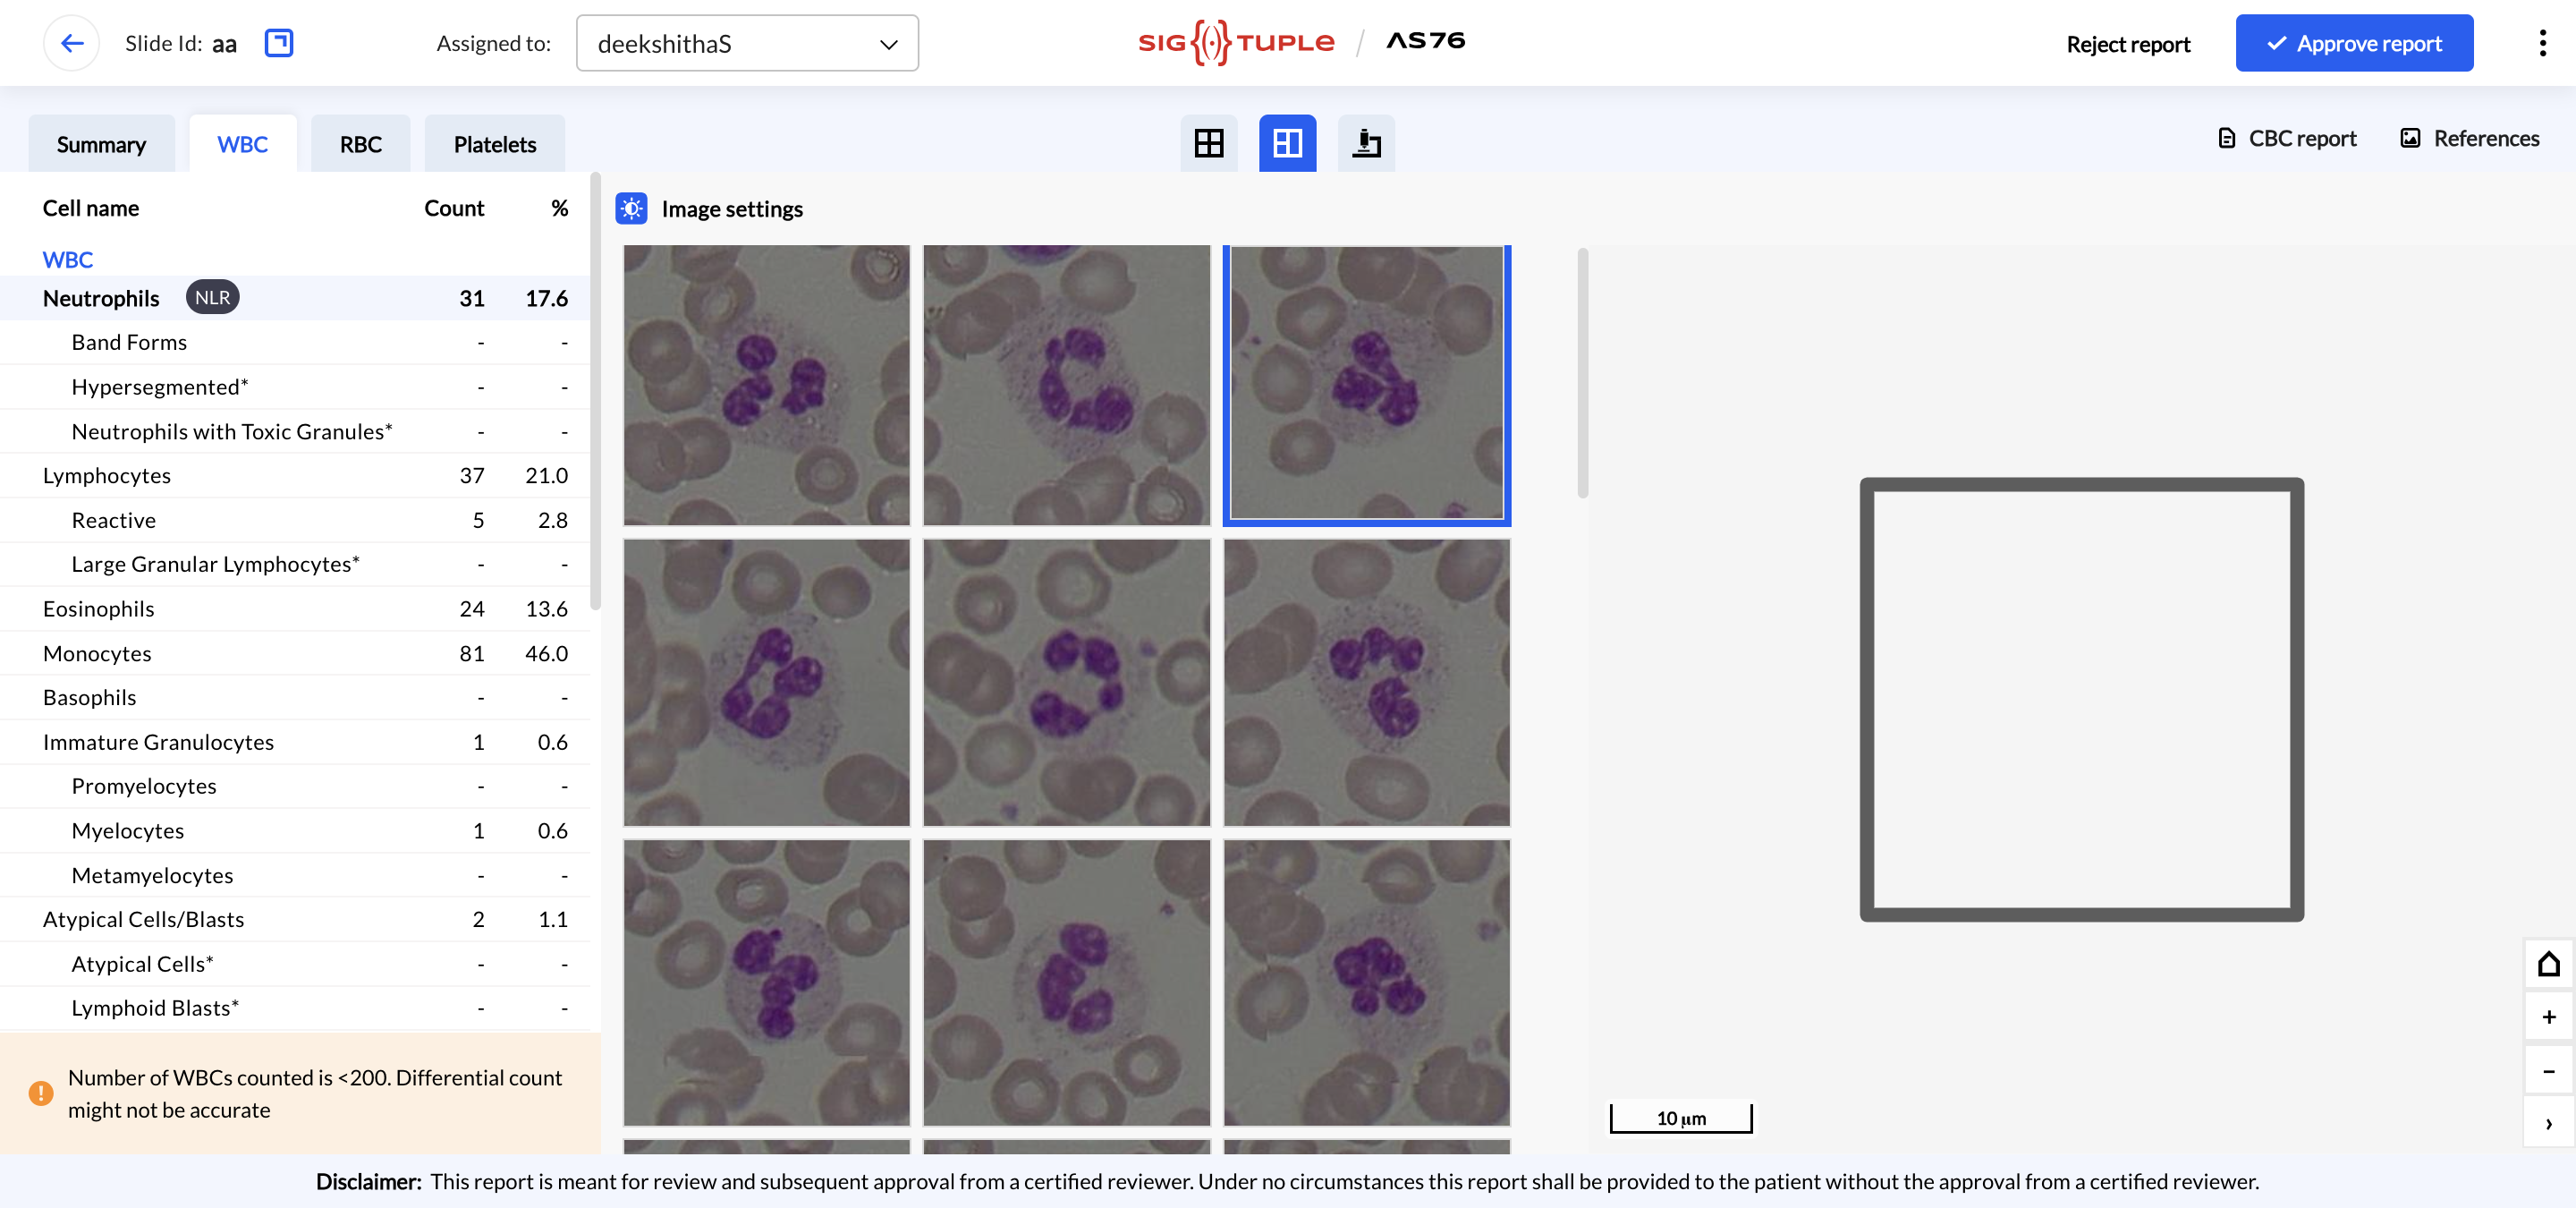 Slide Id: aa
Assigned to: deekshithaS
SIG TUPLE / AS76
Reject report
Approve report
Summary
WBC
RBC
Platelets
CBC report
References
Cell name Count %
WBC
Neutrophils NLR 31 17.6
Band Forms - -
Hypersegmented* - -
Neutrophils with Toxic Granules* - -
Lymphocytes 37 21.0
Reactive 5 2.8
Large Granular Lymphocytes* - -
Eosinophils 24 13.6
Monocytes 81 46.0
Basophils - -
Immature Granulocytes 1 0.6
Promyelocytes - -
Myelocytes 1 0.6
Metamyelocytes - -
Atypical Cells/Blasts 2 1.1
Atypical Cells* - -
Lymphoid Blasts* - -
Number of WBCs counted is <200. Differential count
might not be accurate
Image settings
10 μm
Disclaimer: This report is meant for review and subsequent approval from a certified reviewer. Under no circumstances this report shall be provided to the patient without the approval from a certified reviewer.